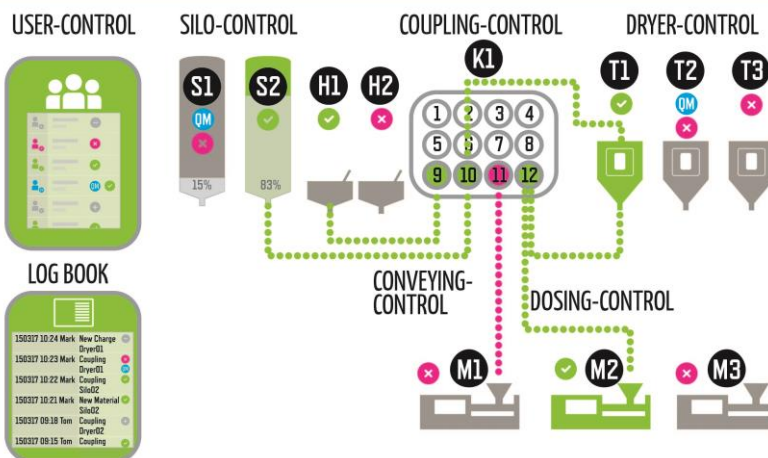 USER-CONTROL
SILO-CONTROL
COUPLING-CONTROL
DRYER-CONTROL
K1
S1
S2
H1
H2
T1
T2
T3
QM
QM
1
2
3
4
5
6
7
8
9
10
11
12
15%
83%
QM
LOG BOOK
CONVEYING-
CONTROL
DOSING-CONTROL
150317 10:24 Mark New Charge
Dryer01
150317 10:23 Mark Coupling
Dryer01
QM
150317 10:22 Mark Coupling
Silo02
150317 10:21 Mark New Material
Silo02
150317 09:18 Tom Coupling
Dryer02
150317 09:15 Tom Coupling
M1
M2
M3